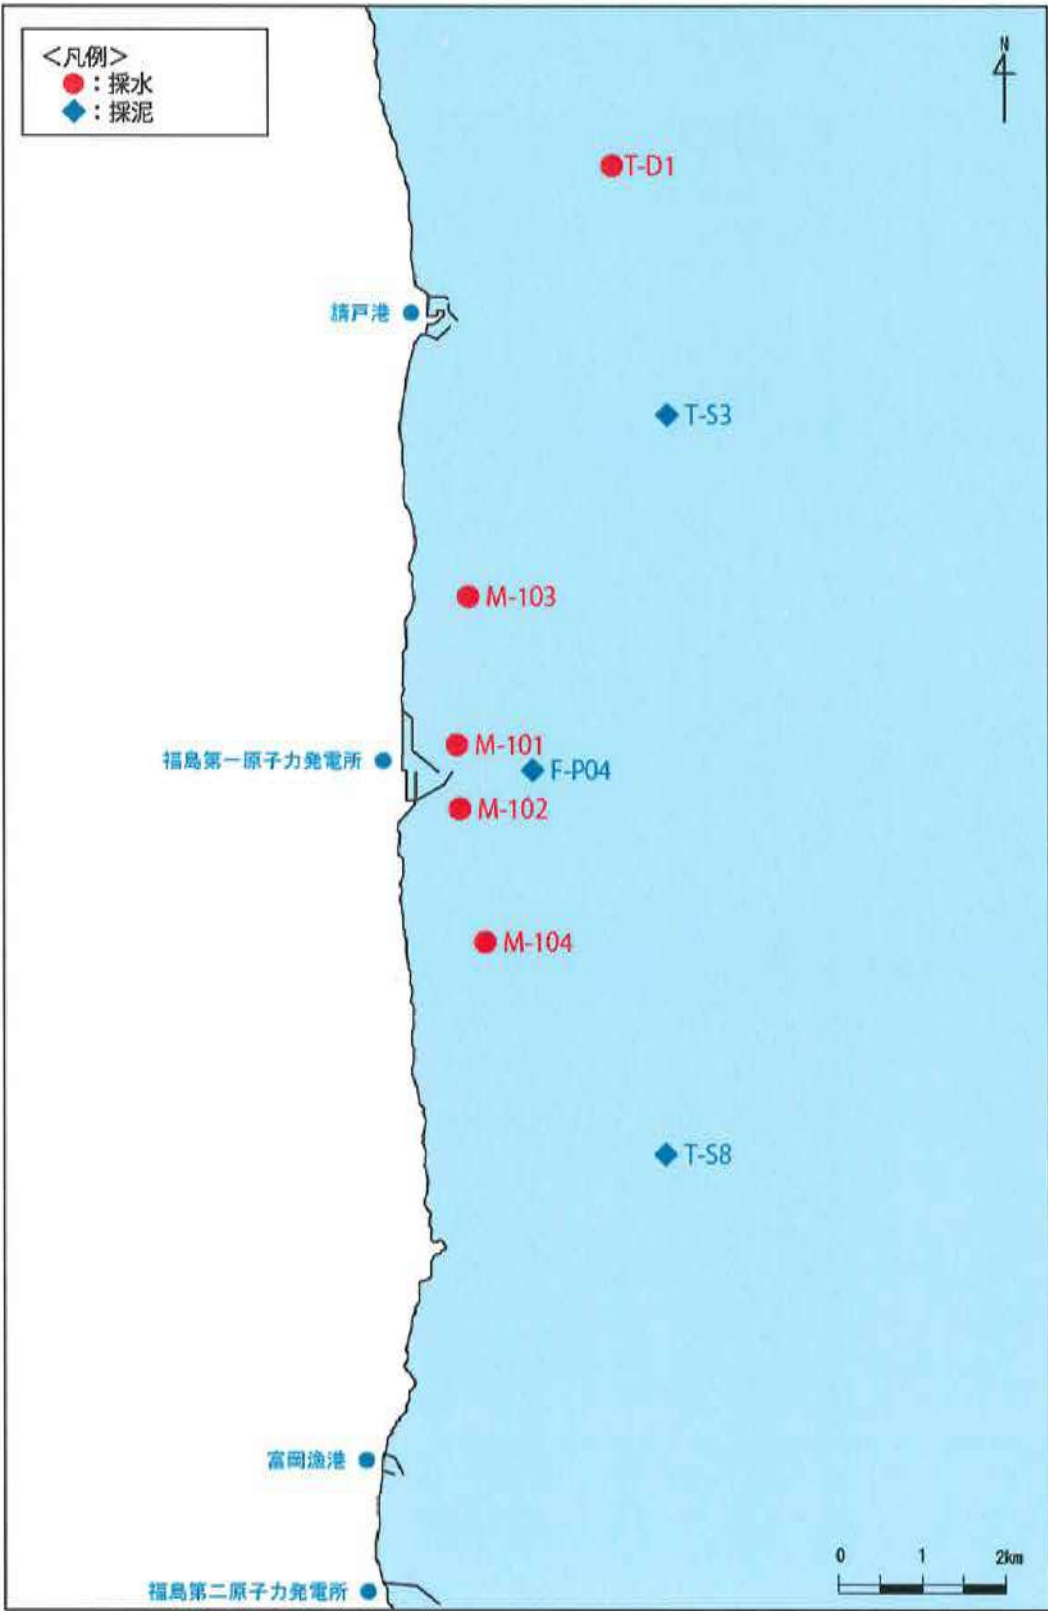 <凡例>
●：採水
◆：採泥
N
T-D1
請戸港
T-S3
M-103
M-101
福島第一原子力発電所
F-P04
M-102
M-104
T-S8
富岡漁港
0 1 2km
福島第二原子力発電所